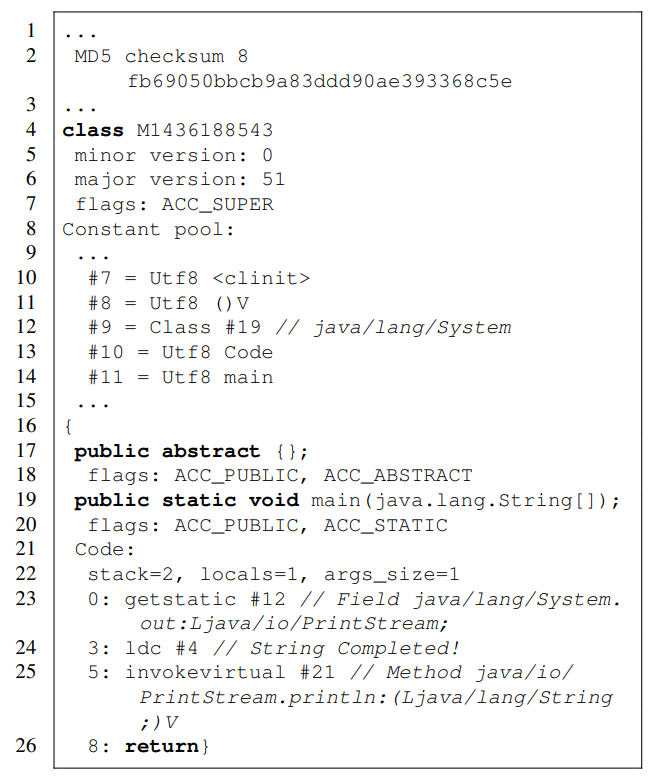 1 ...
2 MD5 checksum 8
fb69050bbcb9a83ddd90ae393368c5e
3 ...
4 class M1436188543
5 minor version: 0
6 major version: 51
7 flags: ACC_SUPER
8 Constant pool:
9 ...
10 #7 = Utf8 <clinit>
11 #8 = Utf8 ()V
12 #9 = Class #19 // java/lang/System
13 #10 = Utf8 Code
14 #11 = Utf8 main
15 ...
16 {
17 public abstract {};
18 flags: ACC_PUBLIC, ACC_ABSTRACT
19 public static void main(java.lang.String[]);
20 flags: ACC_PUBLIC, ACC_STATIC
21 Code:
22 stack=2, locals=1, args_size=1
23 0: getstatic #12 // Field java/lang/System.
out:Ljava/io/PrintStream;
24 3: ldc #4 // String Completed!
25 5: invokevirtual #21 // Method java/io/
PrintStream.println:(Ljava/lang/String
;)V
26 8: return}